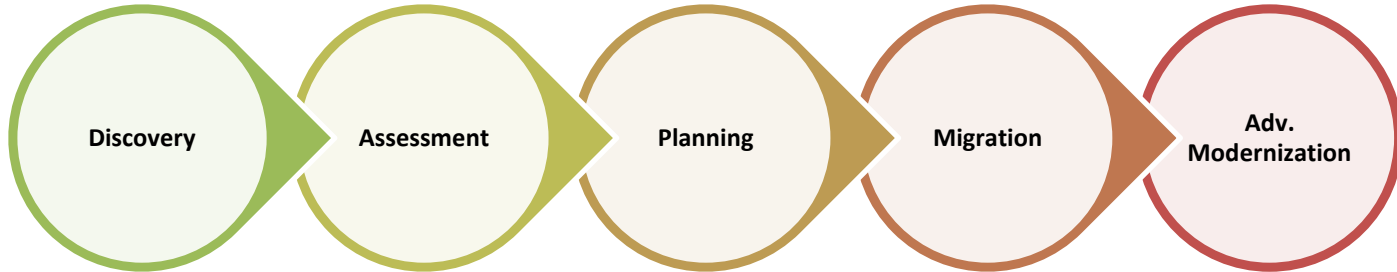 Discovery
Assessment
Planning
Migration
Adv.
Modernization